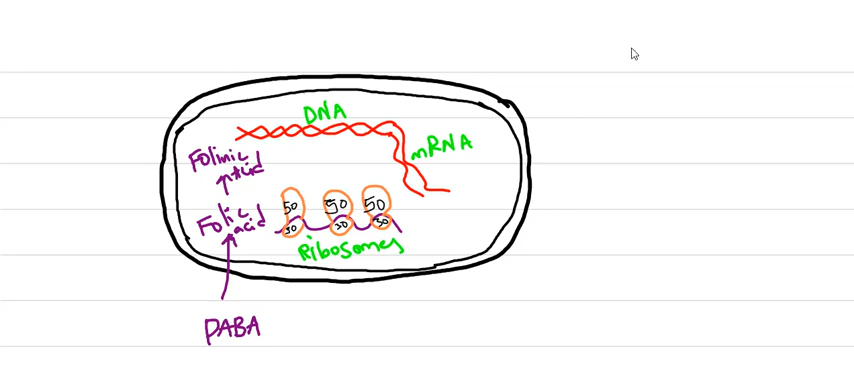 DNA
mRNA
Folinic
Acid
Folic
acid
50 50 50
30 30 30
Ribosomes
PABA